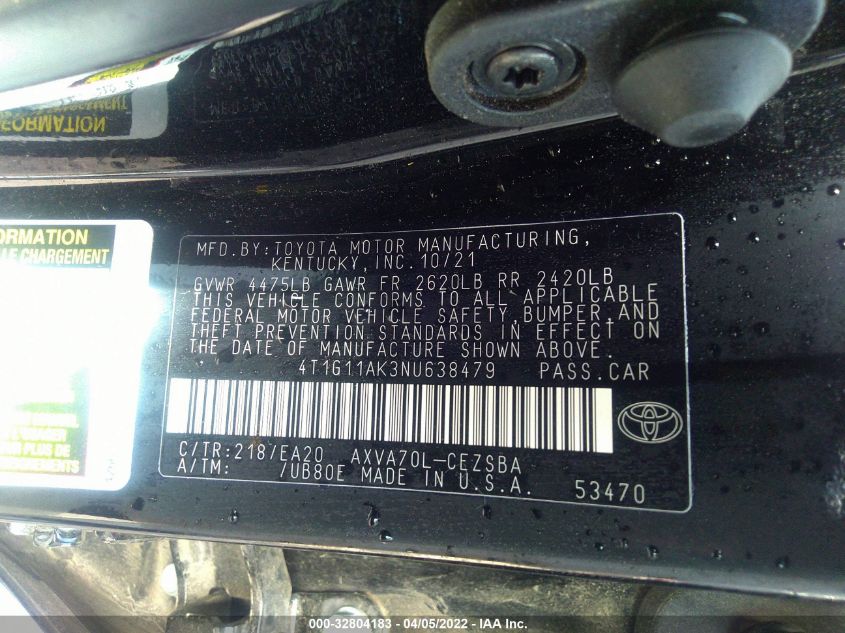 FORMATION
ORMATION
LE CHARGEMENT
PLUS DE
MFD.BY:TOYOTA MOTOR MANUFACTURING,
KENTUCKY, INC. 10/21
GVWR 4475LB GAWR FR 2620LB RR 2420LB
THIS VEHICLE CONFORMS TO ALL APPLICABLE
FEDERAL MOTOR VEHICLE SAFETY, BUMPER, AND
THEFT PREVENTION STANDARDS IN EFFECT ON
THE DATE OF MANUFACTURE SHOWN ABOVE.
4T1G11AK3NU638479 PASS.CAR
C/TR:218/EA20 AXVA70L-CEZSBA
A/TM: /UB80E MADE IN U.S.A. 53470
000-32804183 - 04/05/2022 - IAA Inc.